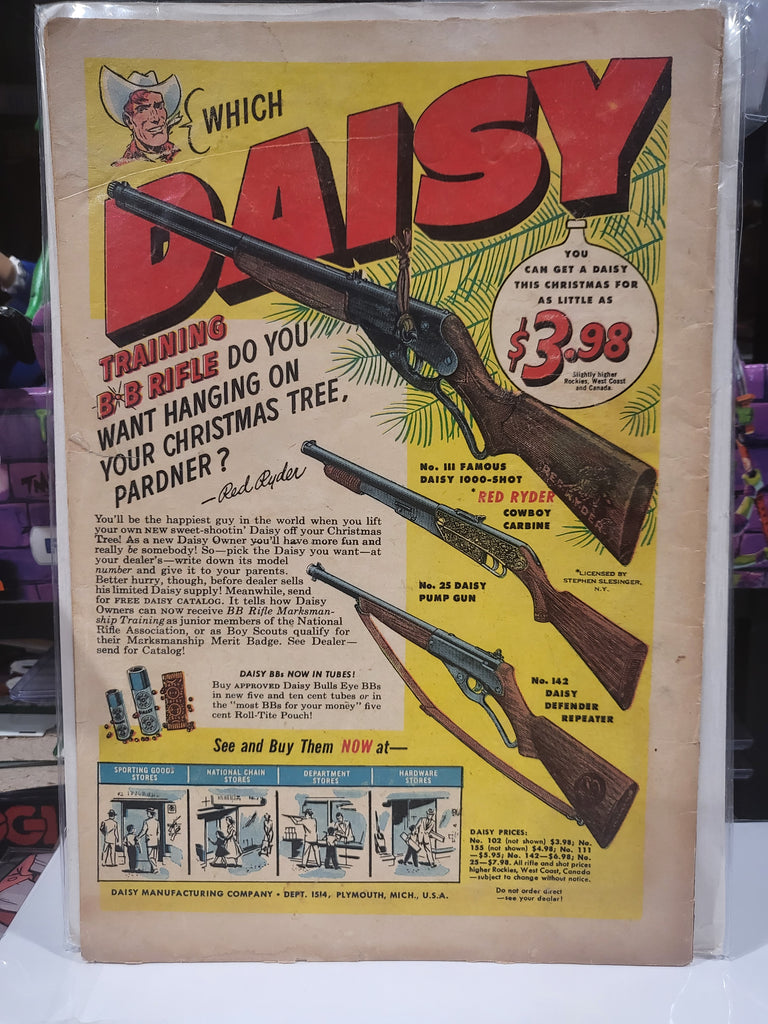 WHICH
DAISY
TRAINING
B·B RIFLE DO YOU
WANT HANGING ON
YOUR CHRISTMAS TREE,
PARDNER?
—Red Ryder
YOU
CAN GET A DAISY
THIS CHRISTMAS FOR
AS LITTLE AS
$3.98
Slightly higher
Rockies, West Coast
and Canada.
RED RYDER
No. 111 FAMOUS
DAISY 1000-SHOT
*RED RYDER
COWBOY
CARBINE
*LICENSED BY
STEPHEN SLESINGER,
N.Y.
No. 25 DAISY
PUMP GUN
No. 142
DAISY
DEFENDER
REPEATER
You'll be the happiest guy in the world when you lift
your own NEW sweet-shootin' Daisy off your Christmas
Tree! As a new Daisy Owner you'll have more fun and
really be somebody! So—pick the Daisy you want—at
your dealer's—write down its model
number and give it to your parents.
Better hurry, though, before dealer sells
his limited Daisy supply! Meanwhile, send
for FREE DAISY CATALOG. It tells how Daisy
Owners can NOW receive BB Rifle Marksman-
ship Training as junior members of the National
Rifle Association, or as Boy Scouts qualify for
their Marksmanship Merit Badge. See Dealer—
send for Catalog!
DAISY BBs NOW IN TUBES!
Buy APPROVED Daisy Bulls Eye BBs
in new five and ten cent tubes or in
the "most BBs for your money" five
cent Roll-Tite Pouch!
See and Buy Them NOW at—
SPORTING GOODS
STORES
NATIONAL CHAIN
STORES
DEPARTMENT
STORES
HARDWARE
STORES
DAISY PRICES:
No. 102 (not shown) $3.98; No.
155 (not shown) $4.98; No. 111
—$5.95; No. 142—$6.98; No.
25—$7.98. All rifle and shot prices
higher Rockies, West Coast, Canada
—subject to change without notice.
Do not order direct
—see your dealer!
DAISY MANUFACTURING COMPANY • DEPT. 1514, PLYMOUTH, MICH., U.S.A.